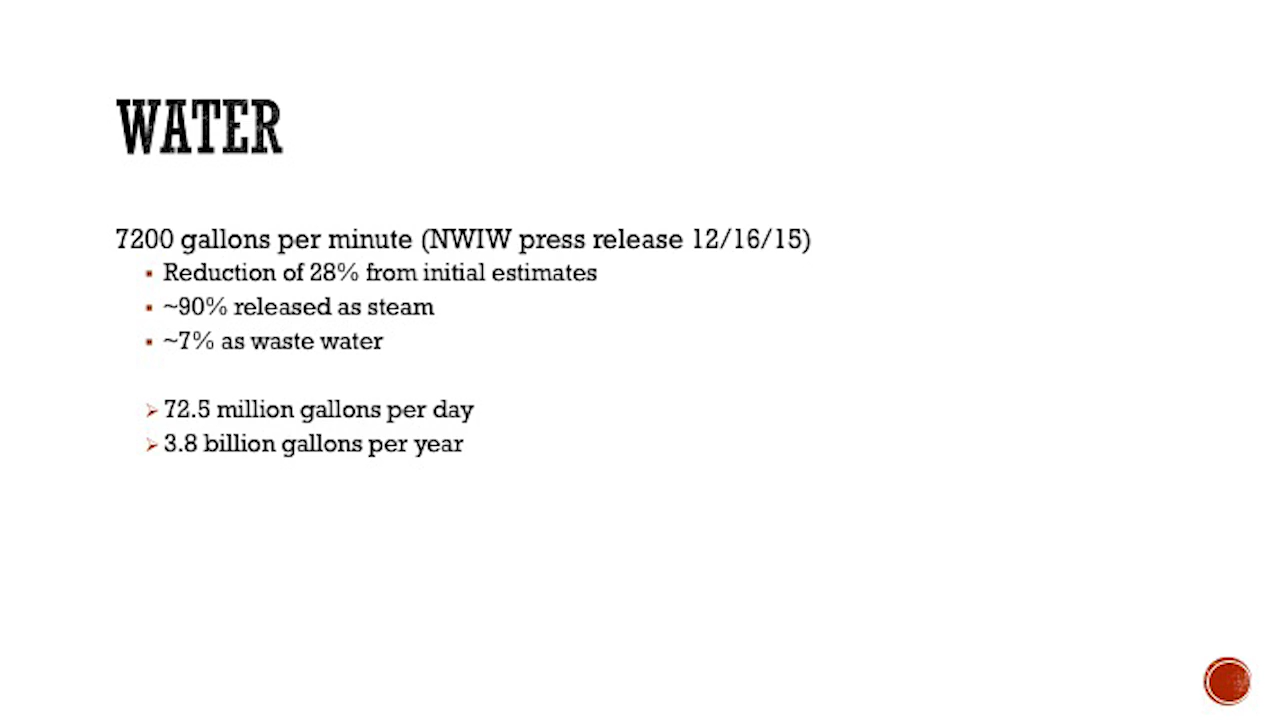 WATER
7200 gallons per minute (NWIW press release 12/16/15)
▪ Reduction of 28% from initial estimates
▪ ~90% released as steam
▪ ~7% as waste water
➢ 72.5 million gallons per day
➢ 3.8 billion gallons per year